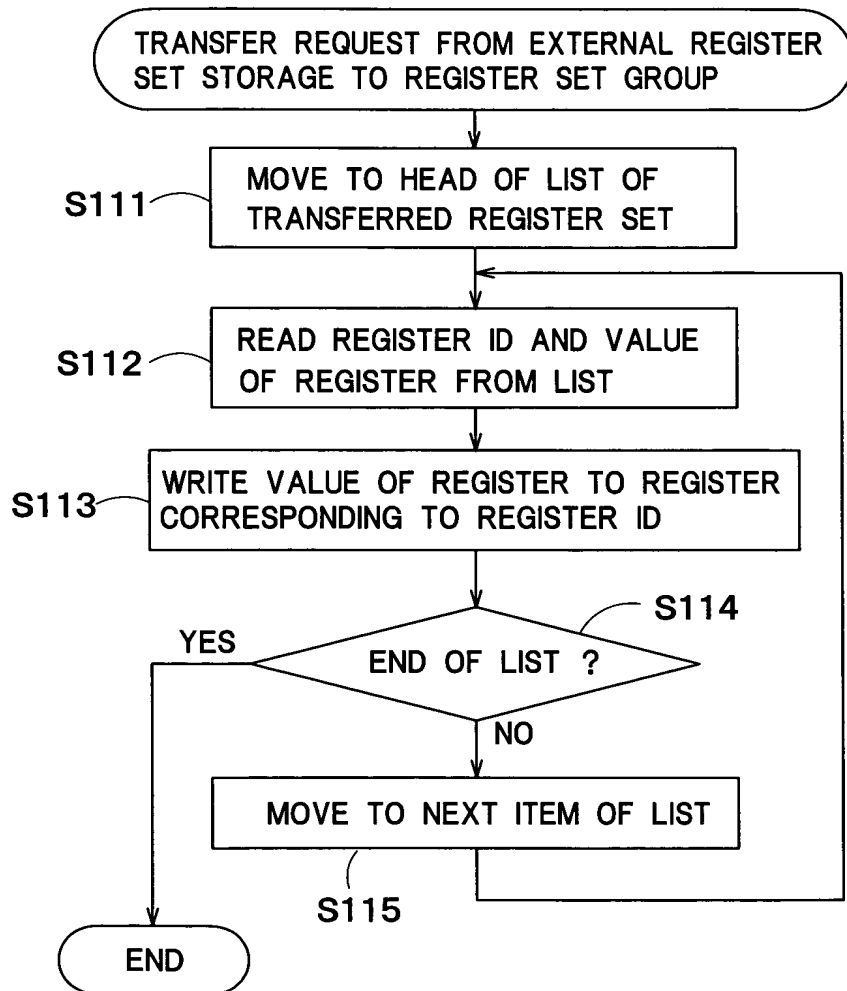 TRANSFER REQUEST FROM EXTERNAL REGISTER
SET STORAGE TO REGISTER SET GROUP
S111
MOVE TO HEAD OF LIST OF
TRANSFERRED REGISTER SET
S112
READ REGISTER ID AND VALUE
OF REGISTER FROM LIST
S113
WRITE VALUE OF REGISTER TO REGISTER
CORRESPONDING TO REGISTER ID
S114
YES
END OF LIST ?
NO
MOVE TO NEXT ITEM OF LIST
S115
END